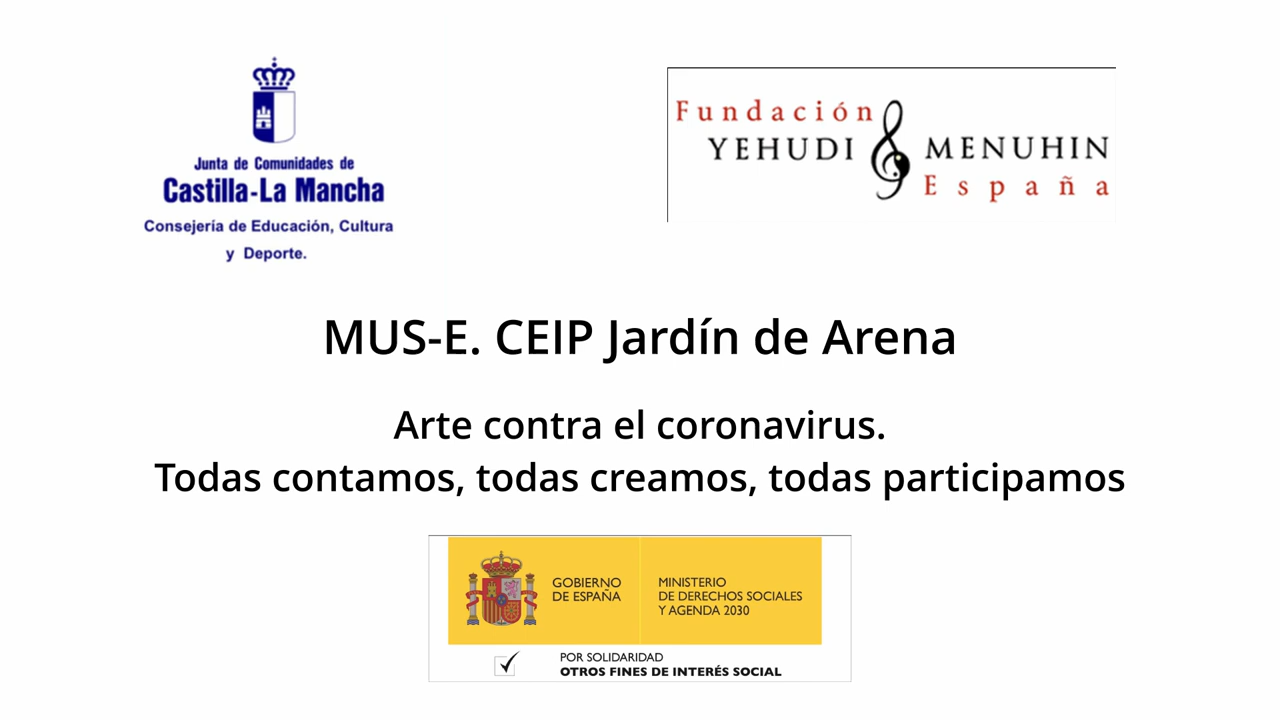 Junta de Comunidades de
Castilla-La Mancha
Consejería de Educación, Cultura
y Deporte.
Fundación
YEHUDI MENUHIN
España
MUS-E. CEIP Jardín de Arena
Arte contra el coronavirus.
Todas contamos, todas creamos, todas participamos
GOBIERNO
DE ESPAÑA
MINISTERIO
DE DERECHOS SOCIALES
Y AGENDA 2030
POR SOLIDARIDAD
OTROS FINES DE INTERÉS SOCIAL